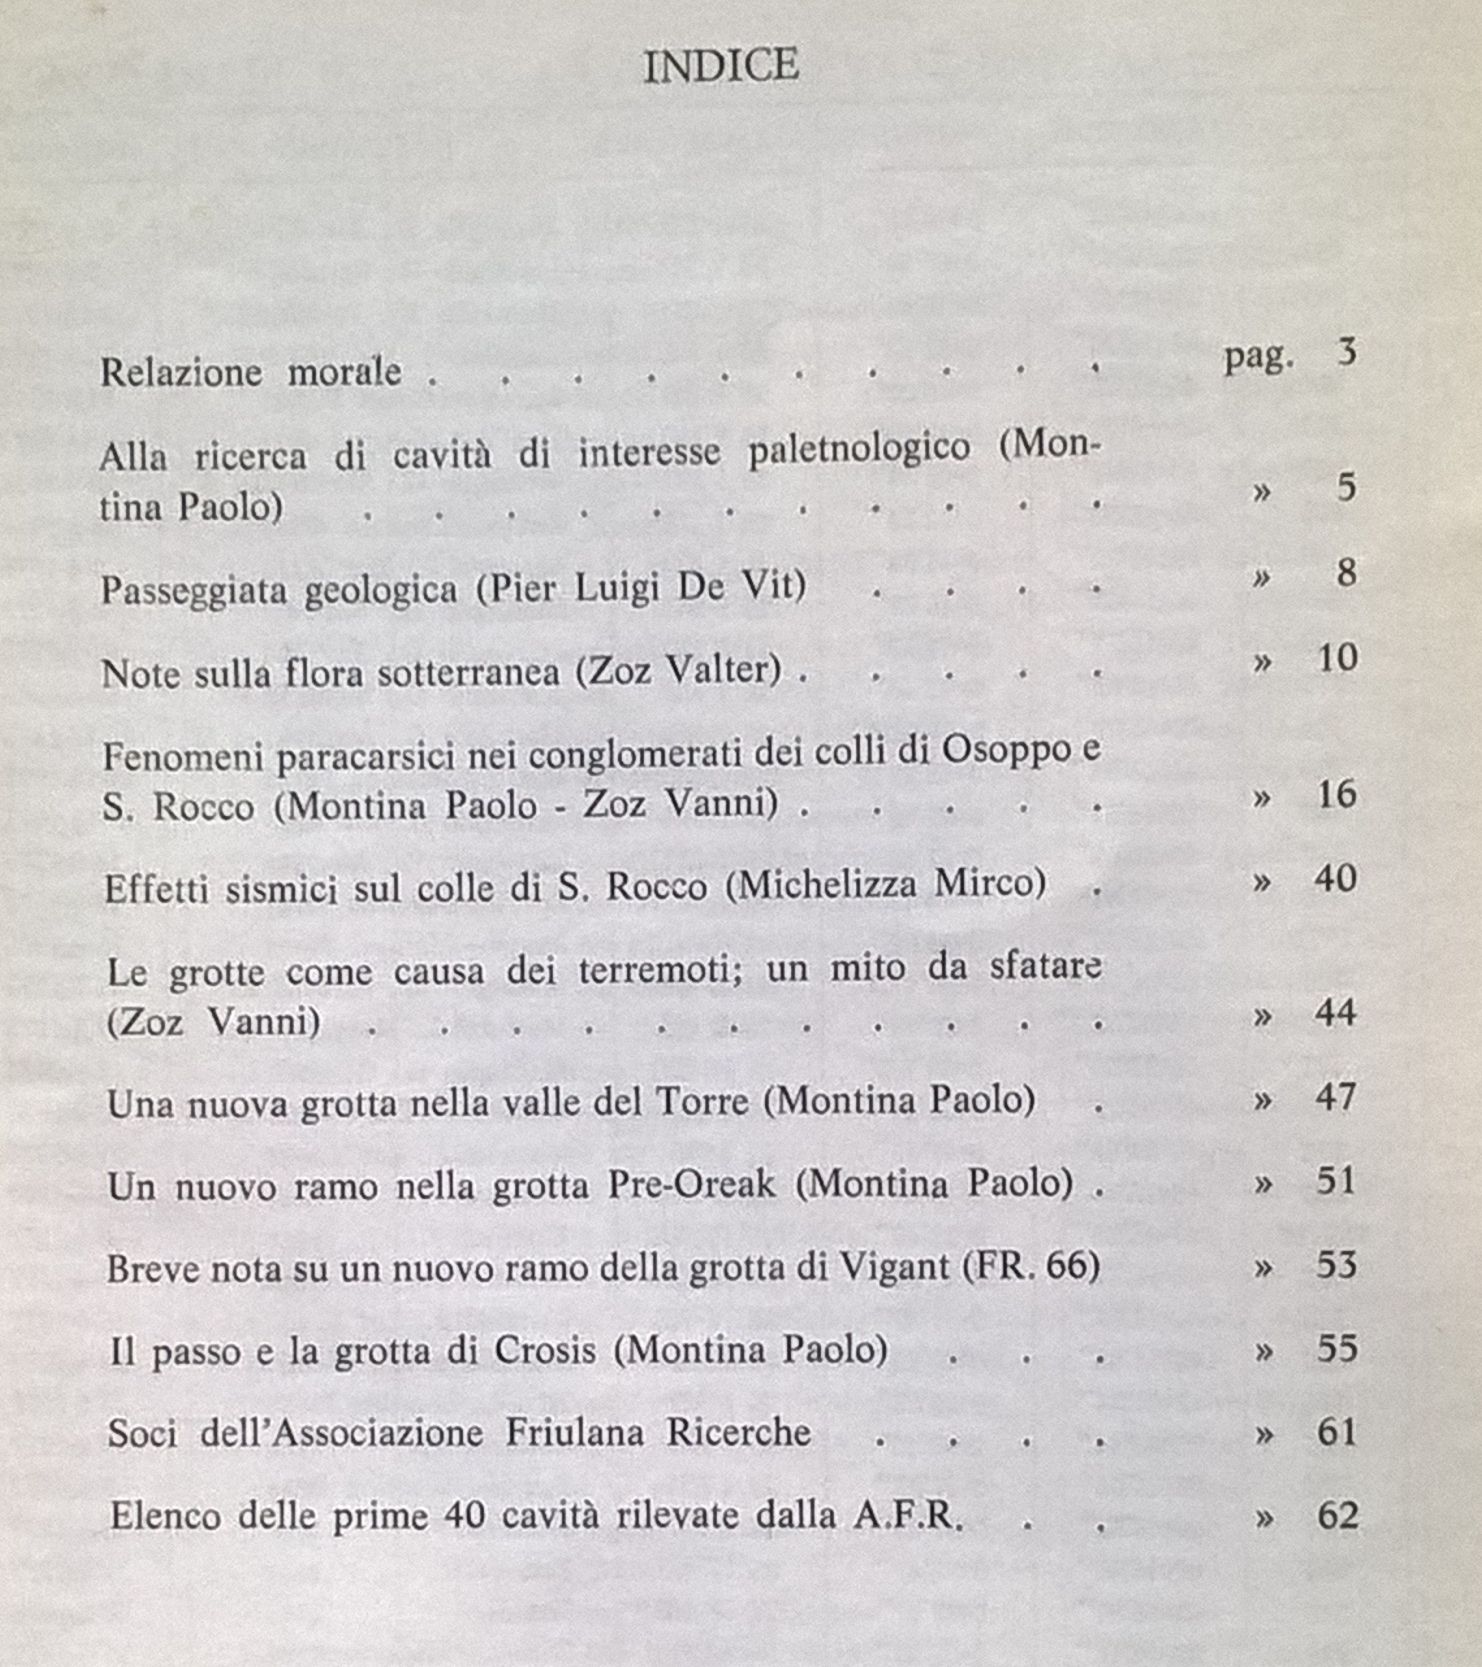 INDICE
Relazione morale . . . . . . . . . . pag. 3
Alla ricerca di cavità di interesse paletnologico (Mon-
tina Paolo) . . . . . . . . . . . » 5
Passeggiata geologica (Pier Luigi De Vit) . . . . » 8
Note sulla flora sotterranea (Zoz Valter) . . . . . » 10
Fenomeni paracarsici nei conglomerati dei colli di Osoppo e
S. Rocco (Montina Paolo - Zoz Vanni) . . . . . » 16
Effetti sismici sul colle di S. Rocco (Michelizza Mirco) . » 40
Le grotte come causa dei terremoti; un mito da sfatare
(Zoz Vanni) . . . . . . . . . . . » 44
Una nuova grotta nella valle del Torre (Montina Paolo) . » 47
Un nuovo ramo nella grotta Pre-Oreak (Montina Paolo) . » 51
Breve nota su un nuovo ramo della grotta di Vigant (FR. 66) » 53
Il passo e la grotta di Crosis (Montina Paolo) . . . » 55
Soci dell'Associazione Friulana Ricerche . . . . » 61
Elenco delle prime 40 cavità rilevate dalla A.F.R. . . » 62